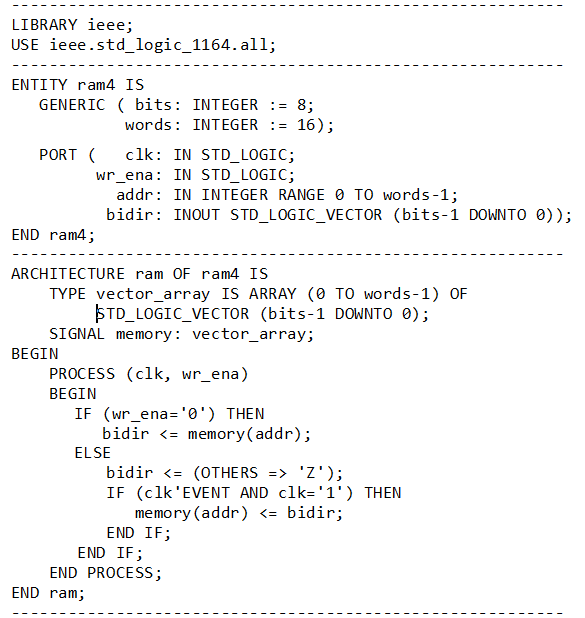 ---------------------------------------------------------
LIBRARY ieee;
USE ieee.std_logic_1164.all;
---------------------------------------------------------
ENTITY ram4 IS
   GENERIC ( bits: INTEGER := 8;
            words: INTEGER := 16);
   PORT (   clk: IN STD_LOGIC;
         wr_ena: IN STD_LOGIC;
           addr: IN INTEGER RANGE 0 TO words-1;
          bidir: INOUT STD_LOGIC_VECTOR (bits-1 DOWNTO 0));
END ram4;
---------------------------------------------------------
ARCHITECTURE ram OF ram4 IS
    TYPE vector_array IS ARRAY (0 TO words-1) OF
         STD_LOGIC_VECTOR (bits-1 DOWNTO 0);
    SIGNAL memory: vector_array;
BEGIN
    PROCESS (clk, wr_ena)
    BEGIN
       IF (wr_ena='0') THEN
          bidir <= memory(addr);
       ELSE
          bidir <= (OTHERS => 'Z');
          IF (clk'EVENT AND clk='1') THEN
             memory(addr) <= bidir;
          END IF;
       END IF;
    END PROCESS;
END ram;
---------------------------------------------------------